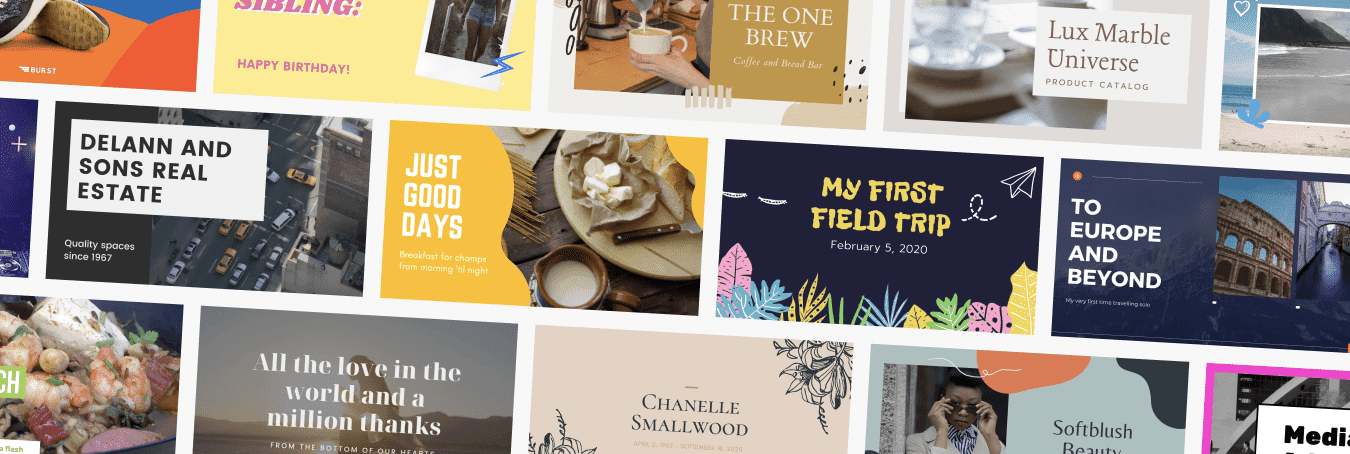 BURST
SIBLING:
HAPPY BIRTHDAY!
THE ONE
BREW
Coffee and Bread Bar
Lux Marble
Universe
PRODUCT CATALOG
DELANN AND
SONS REAL
ESTATE
Quality spaces
since 1967
JUST
GOOD
DAYS
Breakfast for champs
from morning 'til night
MY FIRST
FIELD TRIP
February 5, 2020
TO
EUROPE
AND
BEYOND
My very first time travelling solo
CH
a flash
All the love in the
world and a
million thanks
FROM THE BOTTOM OF OUR HEARTS
CHANELLE
SMALLWOOD
APRIL 2, 1962 - SEPTEMBER 16, 2020
Softblush
Beauty
Media